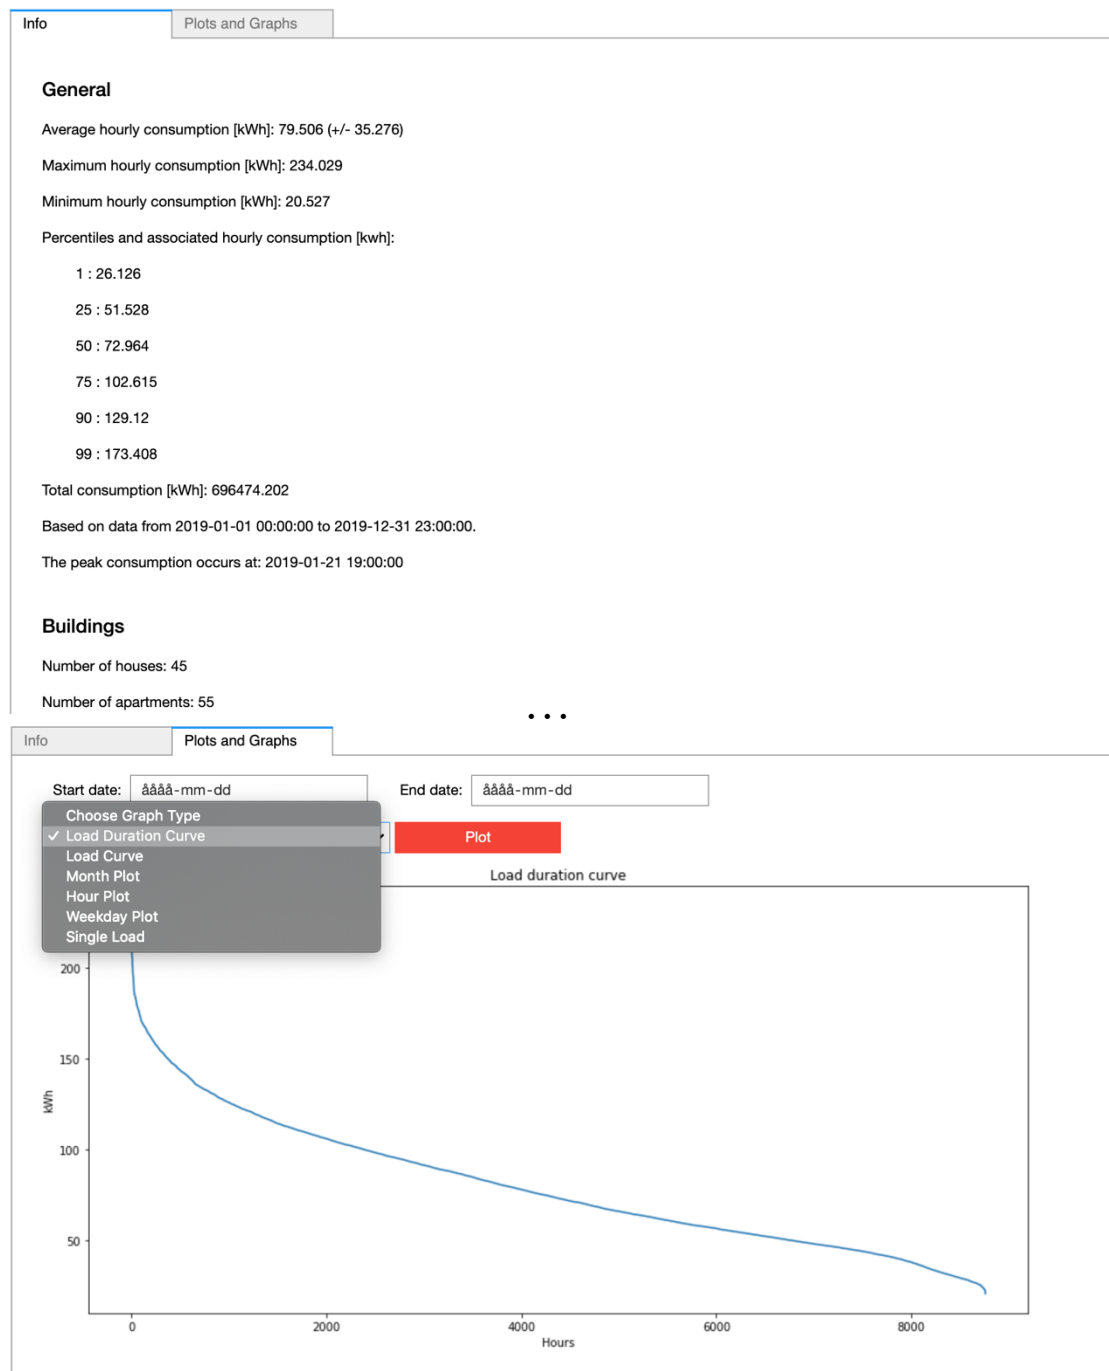 Info Plots and Graphs
General
Average hourly consumption [kWh]: 79.506 (+/- 35.276)
Maximum hourly consumption [kWh]: 234.029
Minimum hourly consumption [kWh]: 20.527
Percentiles and associated hourly consumption [kwh]:
1 : 26.126
25 : 51.528
50 : 72.964
75 : 102.615
90 : 129.12
99 : 173.408
Total consumption [kWh]: 696474.202
Based on data from 2019-01-01 00:00:00 to 2019-12-31 23:00:00.
The peak consumption occurs at: 2019-01-21 19:00:00
Buildings
Number of houses: 45
Number of apartments: 55
...
Info Plots and Graphs
Start date: åååå-mm-dd End date: åååå-mm-dd
Choose Graph Type
✓ Load Duration Curve
Load Curve
Month Plot
Hour Plot
Weekday Plot
Single Load
Plot
Load duration curve
200
150
100
50
kWh
0 2000 4000 6000 8000
Hours